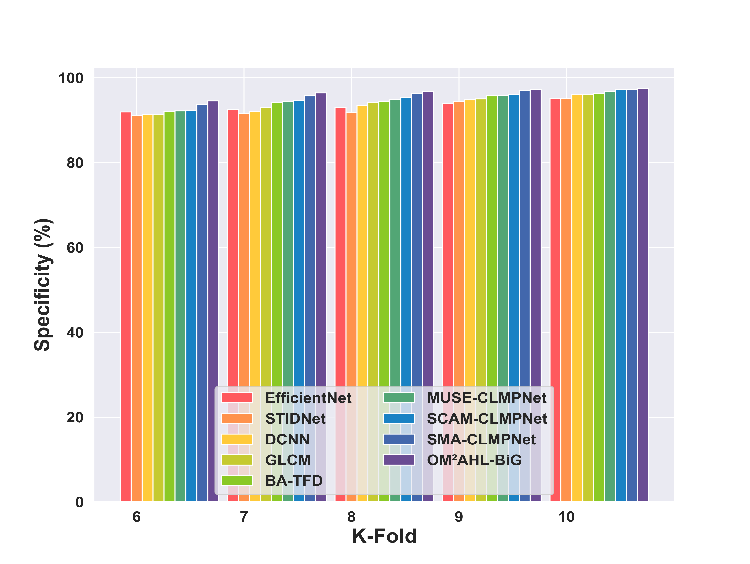 100
80
60
40
20
0
Specificity (%)
EfficientNet
STIDNet
DCNN
GLCM
BA-TFD
MUSE-CLMPNet
SCAM-CLMPNet
SMA-CLMPNet
OM²AHL-BiG
6 7 8 9 10
K-Fold